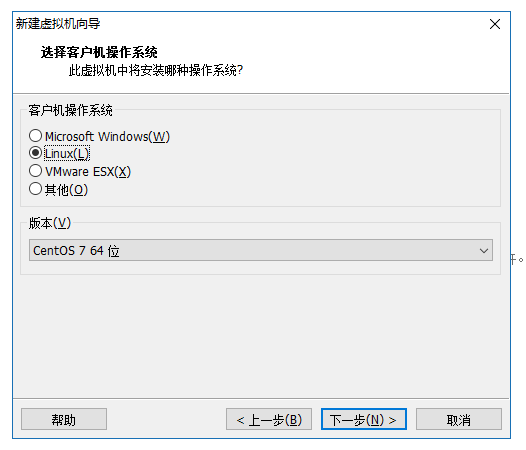 新建虚拟机向导
选择客户机操作系统
此虚拟机中将安装哪种操作系统?
客户机操作系统
Microsoft Windows(W)
Linux(L)
VMware ESX(X)
其他(O)
版本(V)
CentOS 7 64 位
帮助
< 上一步(B)
下一步(N) >
取消